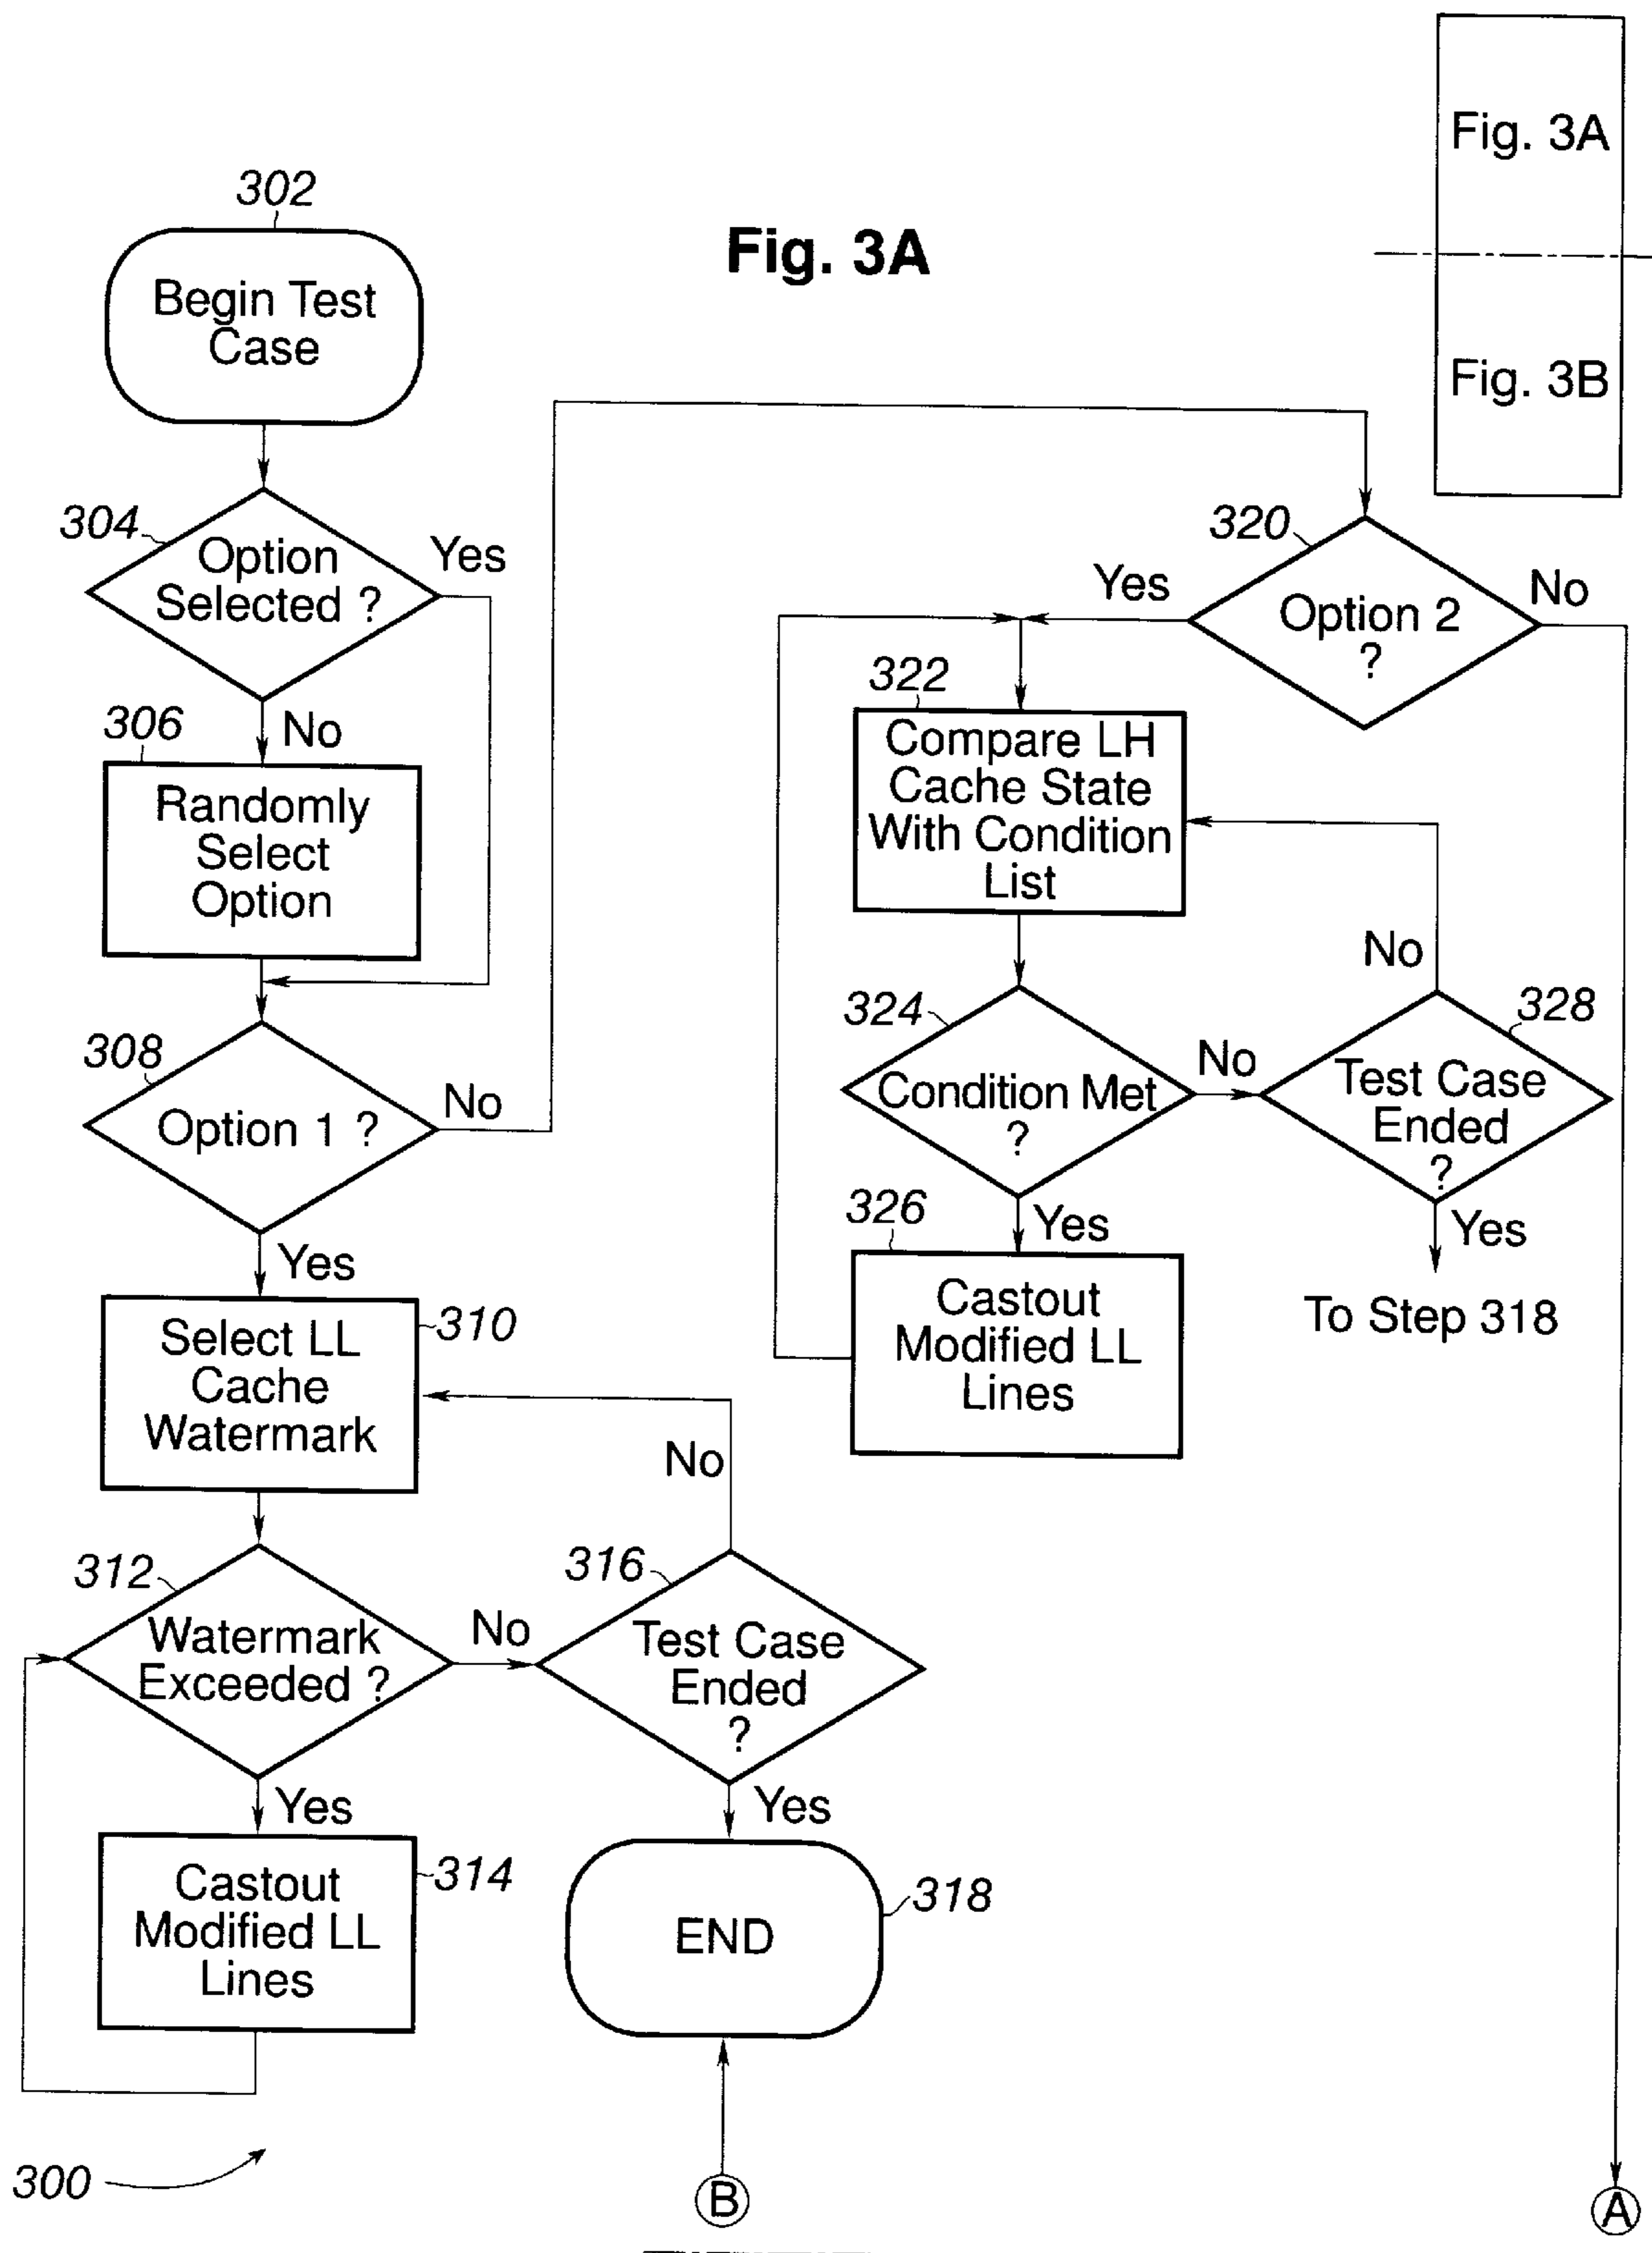 Fig. 3A
Fig. 3B
Fig. 3A
302
Begin Test
Case
304
Option
Selected ?
Yes
No
306
Randomly
Select
Option
308
Option 1 ?
No
Yes
310
Select LL
Cache
Watermark
312
Watermark
Exceeded ?
No
Yes
314
Castout
Modified LL
Lines
316
Test Case
Ended
?
No
Yes
318
END
B
300
320
Option 2
?
Yes
No
322
Compare LH
Cache State
With Condition
List
324
Condition Met
?
No
Yes
326
Castout
Modified LL
Lines
328
Test Case
Ended
?
No
Yes
To Step 318
A